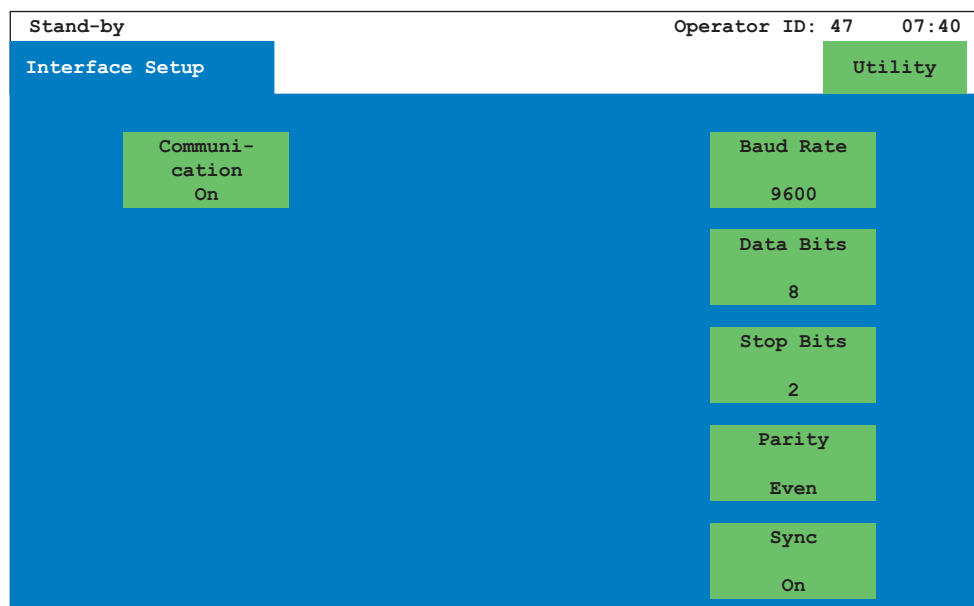 Stand-by Operator ID: 47 07:40
Interface Setup Utility
Communi-
cation
On
Baud Rate
9600
Data Bits
8
Stop Bits
2
Parity
Even
Sync
On